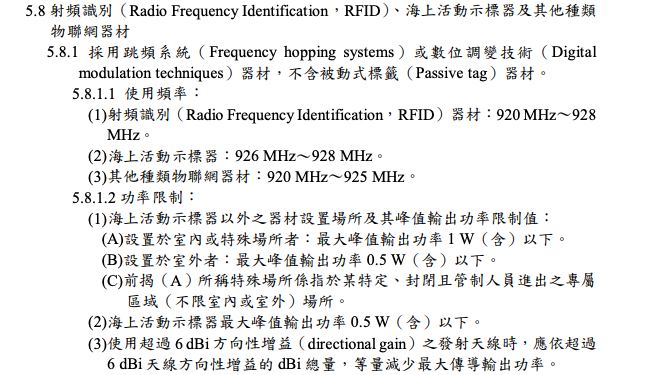 5.8 射頻識別（Radio Frequency Identification，RFID）、海上活動示標器及其他種類
物聯網器材
5.8.1 採用跳頻系統（Frequency hopping systems）或數位調變技術（Digital
modulation techniques）器材，不含被動式標籤（Passive tag）器材。
5.8.1.1 使用頻率：
(1)射頻識別（Radio Frequency Identification，RFID）器材：920 MHz～928
MHz。
(2)海上活動示標器：926 MHz～928 MHz。
(3)其他種類物聯網器材：920 MHz～925 MHz。
5.8.1.2 功率限制：
(1)海上活動示標器以外之器材設置場所及其峰值輸出功率限制值：
(A)設置於室內或特殊場所者：最大峰值輸出功率 1 W（含）以下。
(B)設置於室外者：最大峰值輸出功率 0.5 W（含）以下。
(C)前揭（A）所稱特殊場所係指於某特定、封閉且管制人員進出之專屬
區域（不限室內或室外）場所。
(2)海上活動示標器最大峰值輸出功率 0.5 W（含）以下。
(3)使用超過 6 dBi 方向性增益（directional gain）之發射天線時，應依超過
6 dBi 天線方向性增益的 dBi 總量，等量減少最大傳導輸出功率。